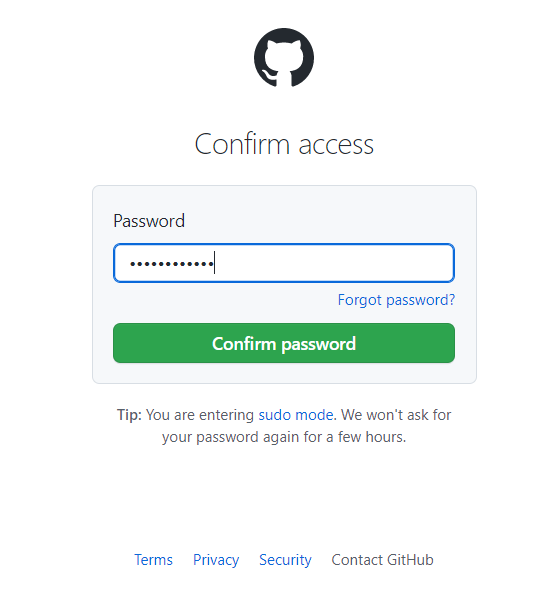 Confirm access
Password
••••••••••••
Forgot password?
Confirm password
Tip: You are entering sudo mode. We won't ask for
your password again for a few hours.
Terms Privacy Security Contact GitHub